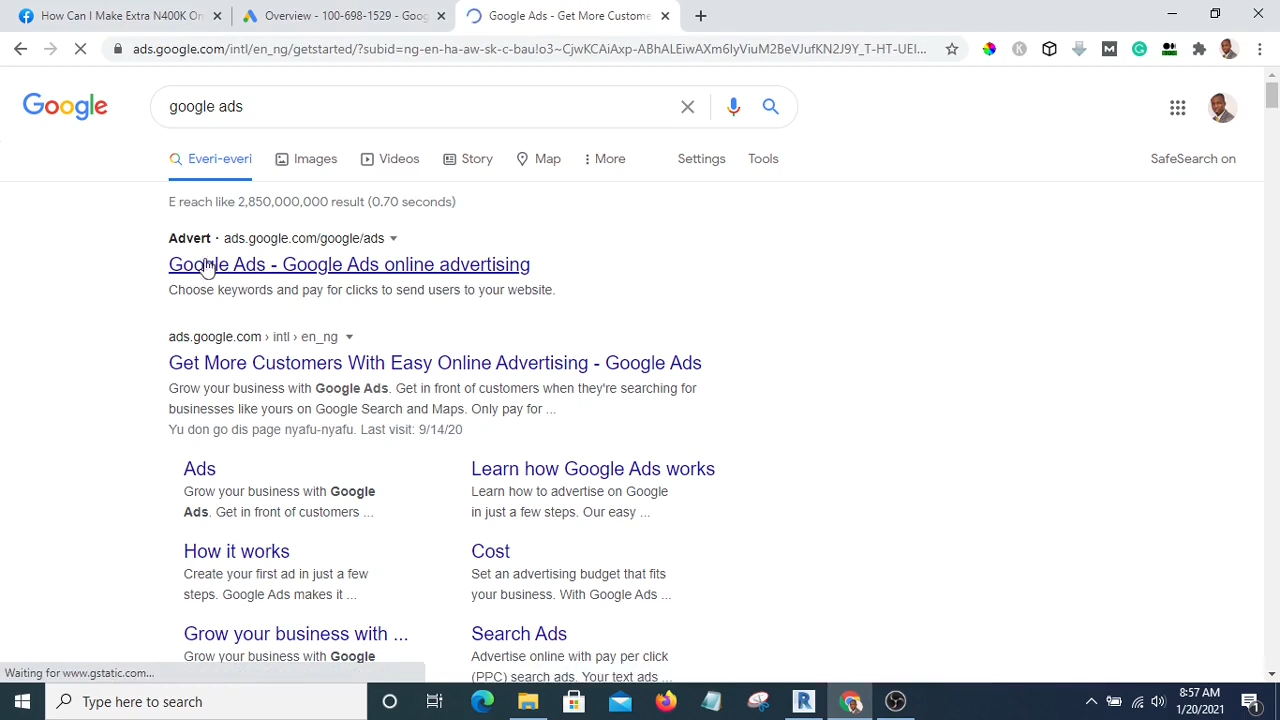 How Can I Make Extra N400K On
Overview - 100-698-1529 - Goog
Google Ads - Get More Custome
ads.google.com/intl/en_ng/getstarted/?subid=ng-en-ha-aw-sk-c-bau!o3~CjwKCAiAxp-ABhALEiwAXm6IyViuM2BeVJufKN2J9Y_T-HT-UEI...
Google
google ads
Everi-everi
Images
Videos
Story
Map
More
Settings
Tools
SafeSearch on
E reach like 2,850,000,000 result (0.70 seconds)
Advert · ads.google.com/google/ads
Google Ads - Google Ads online advertising
Choose keywords and pay for clicks to send users to your website.
ads.google.com › intl › en_ng
Get More Customers With Easy Online Advertising - Google Ads
Grow your business with Google Ads. Get in front of customers when they're searching for
businesses like yours on Google Search and Maps. Only pay for ...
Yu don go dis page nyafu-nyafu. Last visit: 9/14/20
Ads
Grow your business with Google
Ads. Get in front of customers ...
Learn how Google Ads works
Learn how to advertise on Google
in just a few steps. Our easy ...
How it works
Create your first ad in just a few
steps. Google Ads makes it ...
Cost
Set an advertising budget that fits
your business. With Google Ads ...
Grow your business with ...
Grow your business with Google
Search Ads
Advertise online with pay per click
(PPC) search ads. Your text ads ...
Waiting for www.gstatic.com...
Type here to search
8:57 AM
1/20/2021